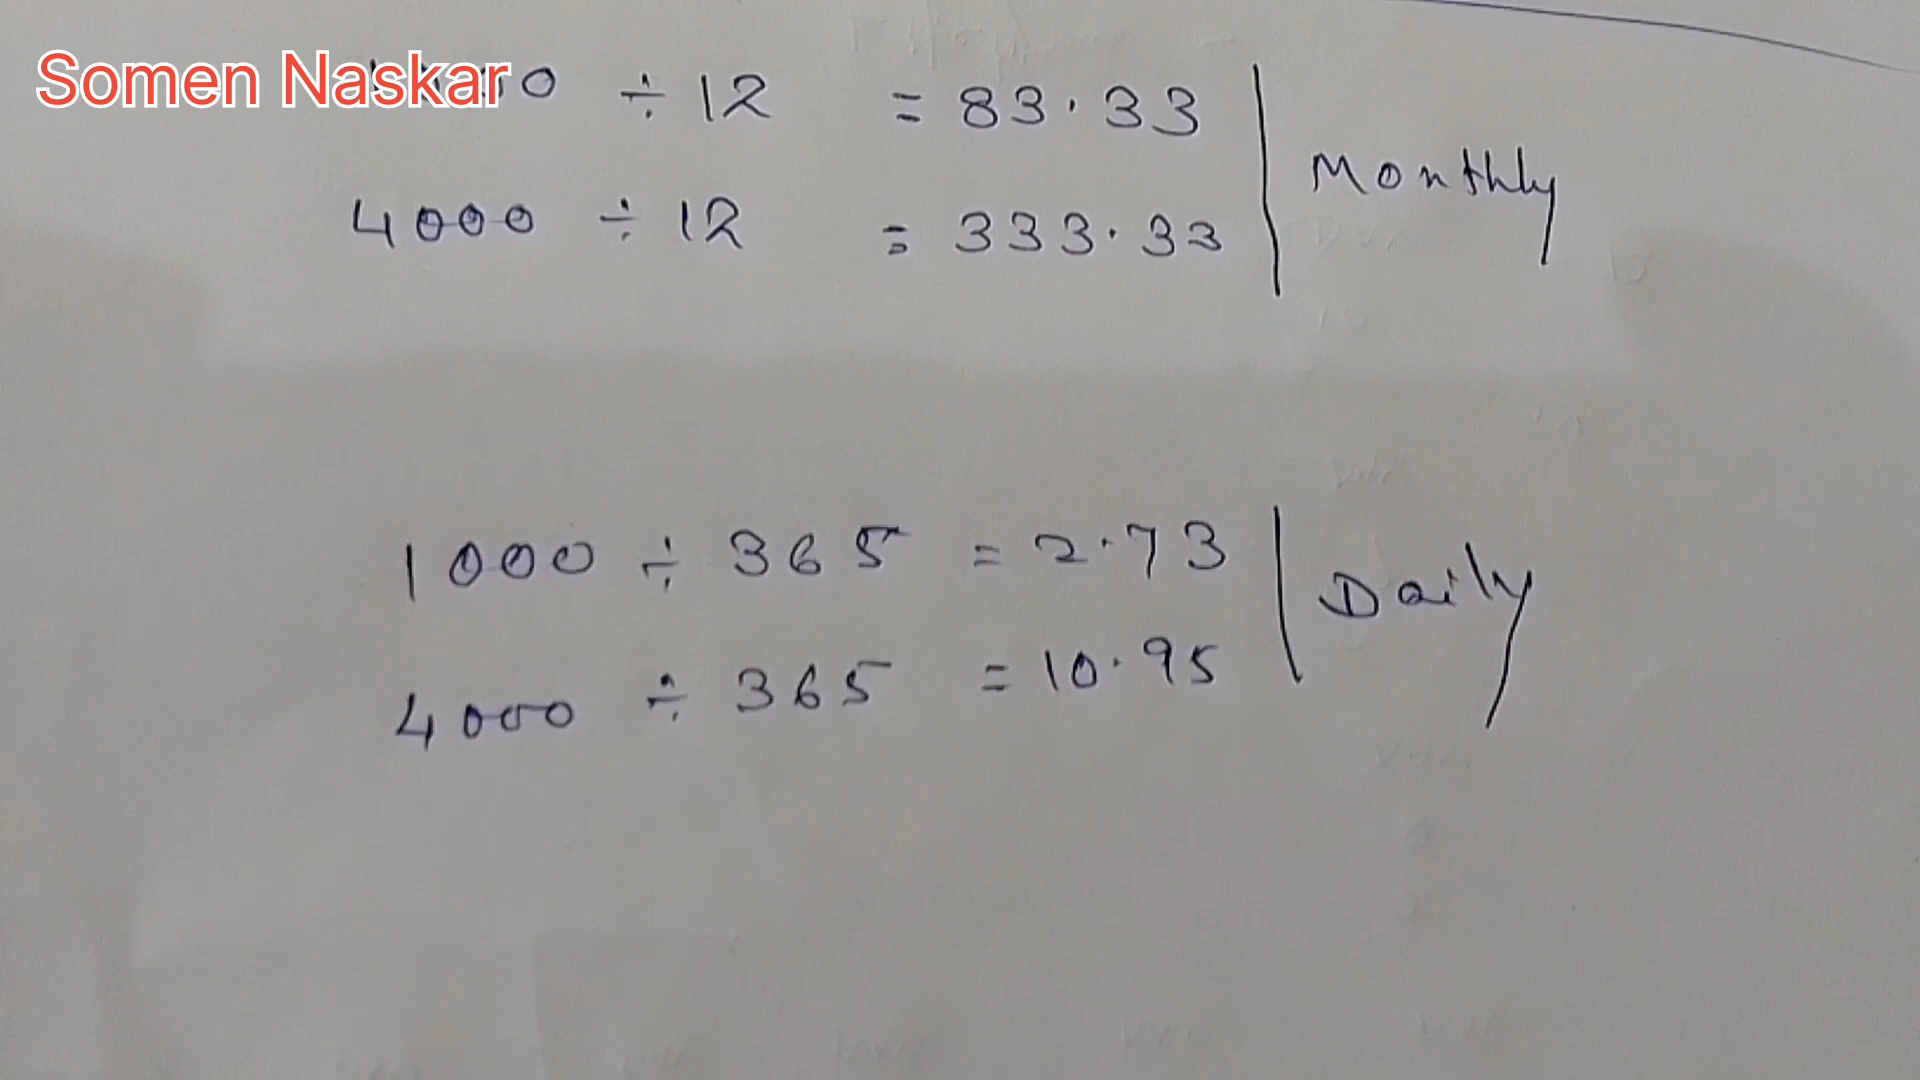 Somen Naskar
÷ 12 = 83.33
4000 ÷ 12 = 333.33
Monthly
1000 ÷ 365 = 2.73
4000 ÷ 365 = 10.95
Daily